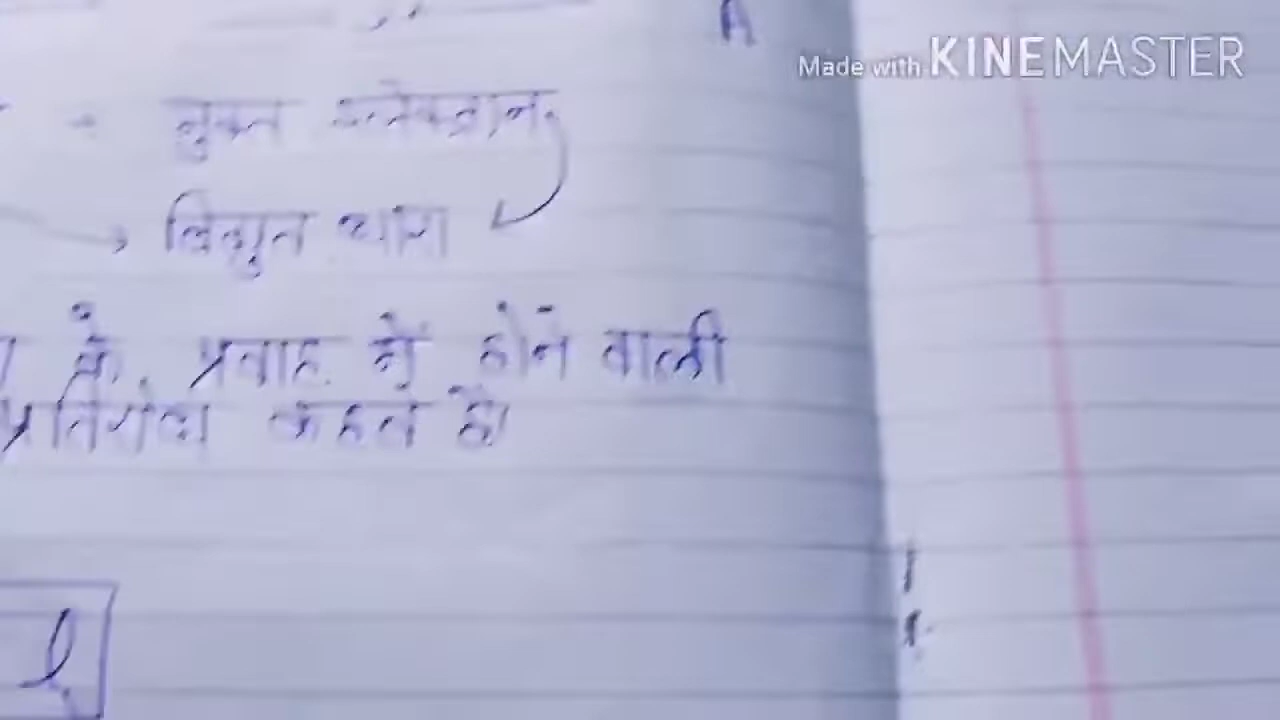 A
Made with KINEMASTER
मुक्त इलेक्ट्रान
विद्युत धारा
के प्रवाह में होने वाली
प्रतिरोध कहते है।
l